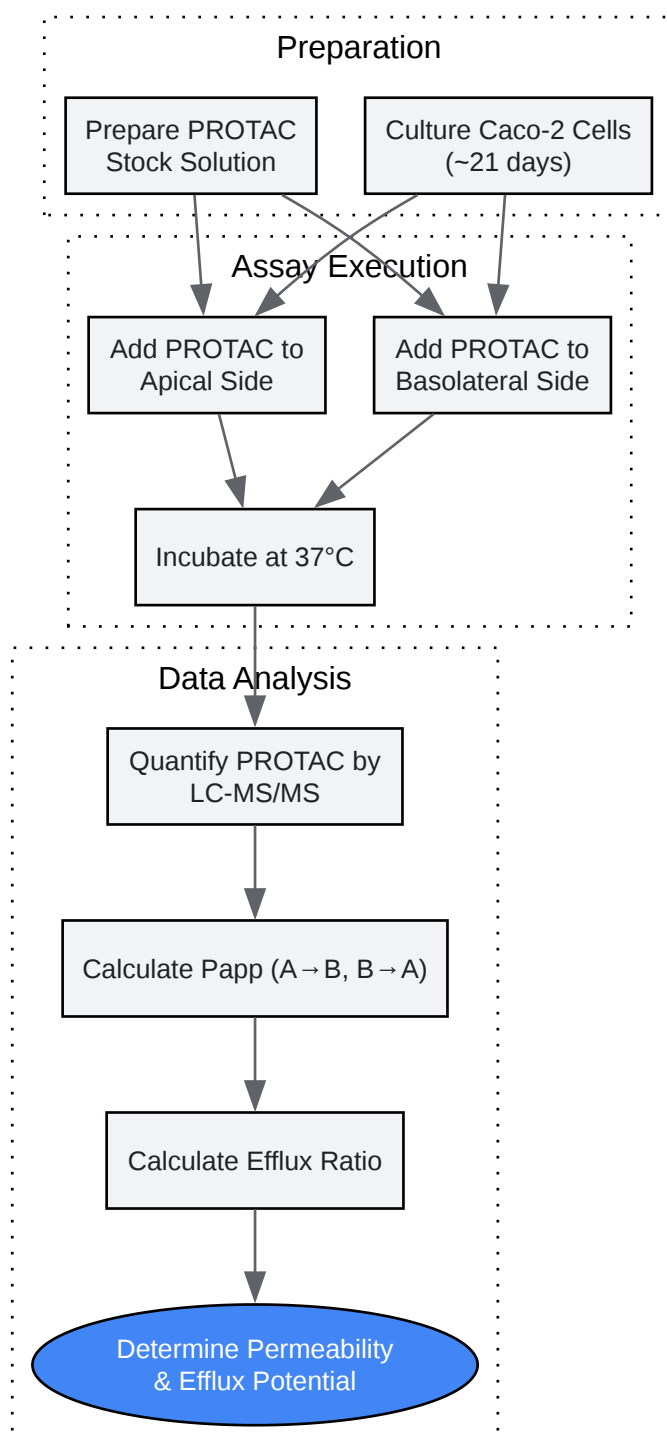 Preparation
Prepare PROTAC
Stock Solution
Culture Caco-2 Cells
(~21 days)
Assay Execution
Add PROTAC to
Apical Side
Add PROTAC to
Basolateral Side
Incubate at 37°C
Data Analysis
Quantify PROTAC by
LC-MS/MS
Calculate Papp (A→B, B→A)
Calculate Efflux Ratio
Determine Permeability
& Efflux Potential